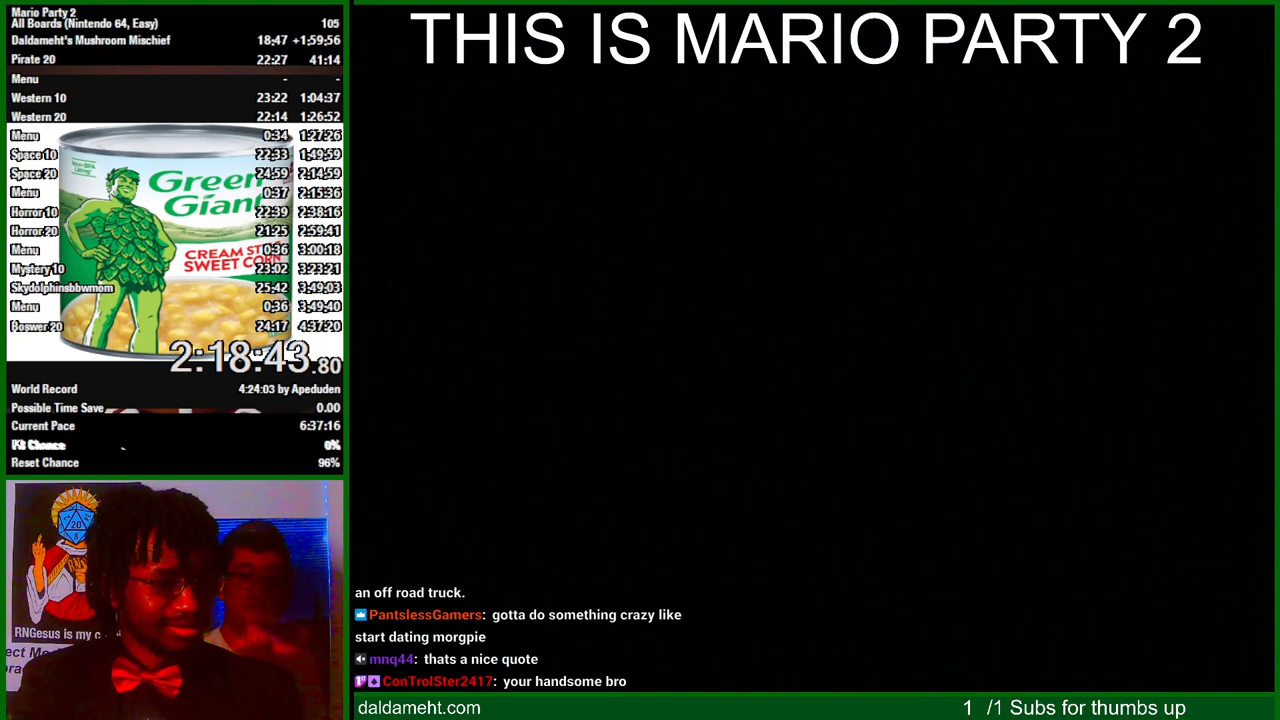 Mario Party 2
All Boards (Nintendo 64, Easy) 105
Daldameht's Mushroom Mischief 18;47 +1;59;56
Pirate 20 22:27 41:14
Menu - -
Western 10 23:22 1:04:37
Western 20 22:14 1:26:52
Menu 0:34 1:27:26
Space 10 22:33 1:49:59
Space 20 24:59 2:14:59
Menu 0:37 2:15:36
Horror 10 22:39 2:38:16
Horror 20 21:25 2:59:41
Menu 0:36 3:00:18
Mystery 10 23:02 3:23:21
Skydolphinsbbwmom 25;42 3;49;03
Menu 0;36 3;49;40
Boswer 20 24:17 4:37:20
Non-BPA
Green
Giant
CREAM
SWEET CORN
2:18:43.80
World Record 4:24:03 by Apeduden
Possible Time Save 0.00
Current Pace 6:37:16
Chance 0%
Reset Chance 96%
20
RNGesus is my c
THIS IS MARIO PARTY 2
an off road truck.
PantslessGamers: gotta do something crazy like
start dating morgpie
mnq44: thats a nice quote
ConTrolSter2417: your handsome bro
daldameht.com 1 /1 Subs for thumbs up